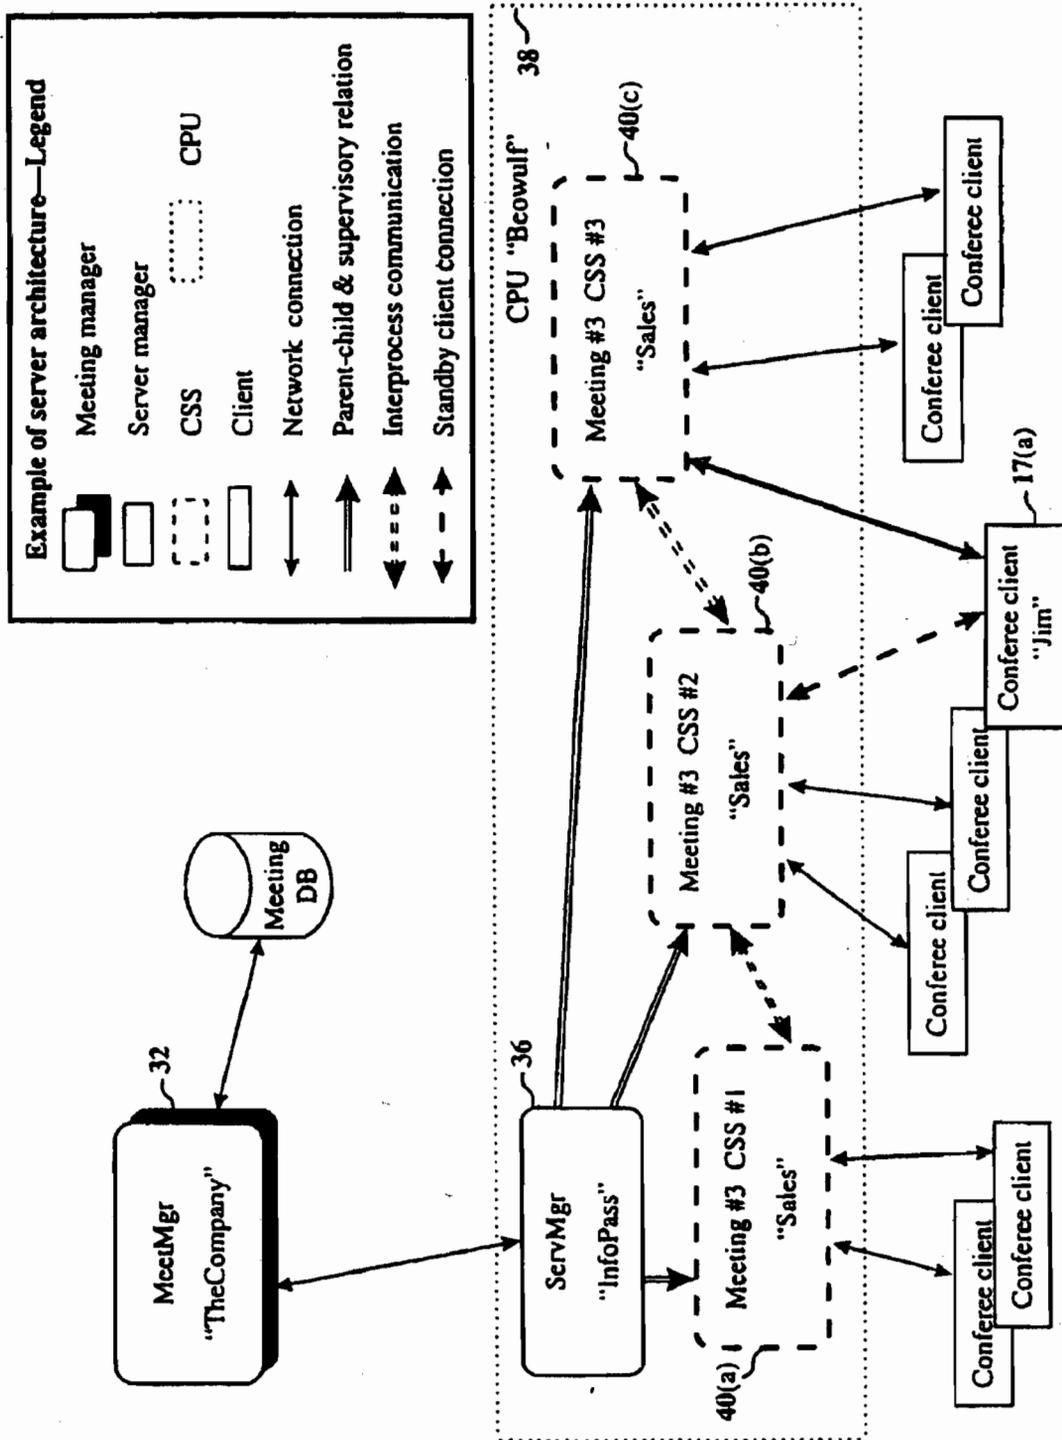 Example of server architecture—Legend
Meeting manager
Server manager
CSS
CPU
Client
Network connection
Parent-child & supervisory relation
Interprocess communication
Standby client connection
32
MeetMgr
"TheCompany"
Meeting
DB
36
ServMgr
"InfoPass"
38
CPU "Beowulf"
40(a)
Meeting #3 CSS #1
"Sales"
40(b)
Meeting #3 CSS #2
"Sales"
40(c)
Meeting #3 CSS #3
"Sales"
Conferee client
Conferee client
Conferee client
Conferee client
Conferee client
"Jim"
17(a)
Conferee client
Conferee client